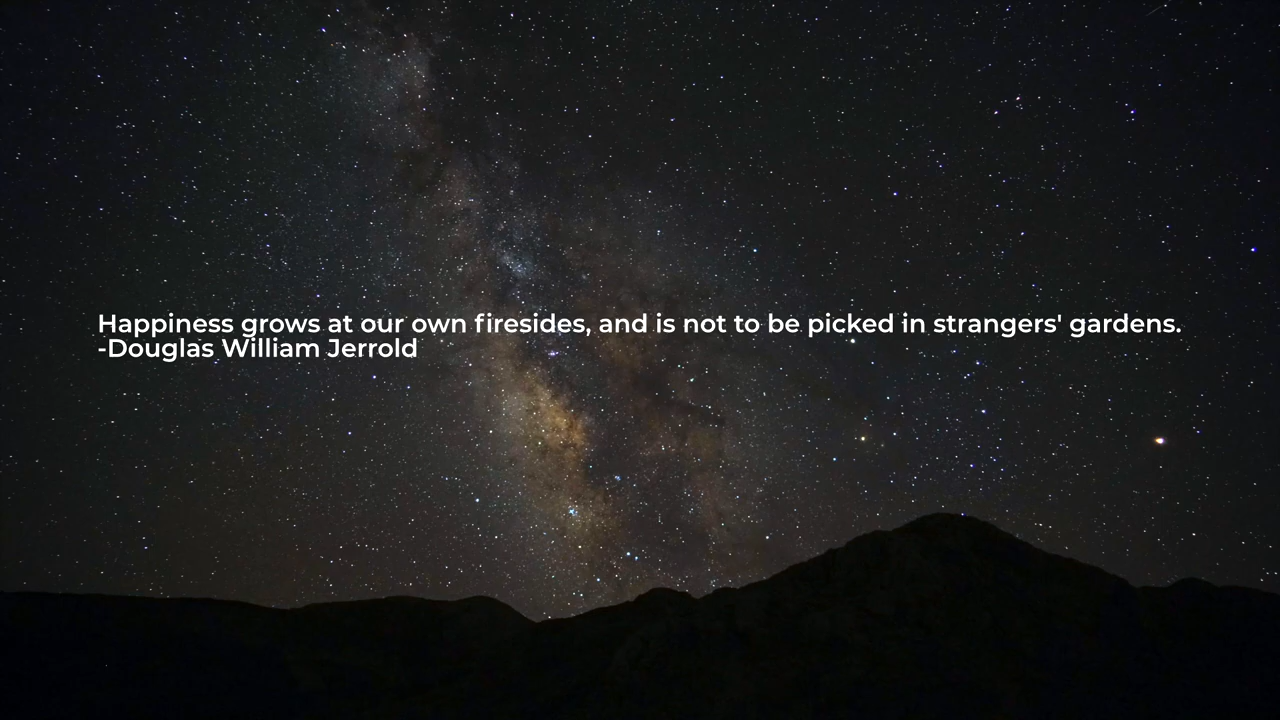 Happiness grows at our own firesides, and is not to be picked in strangers' gardens.
-Douglas William Jerrold